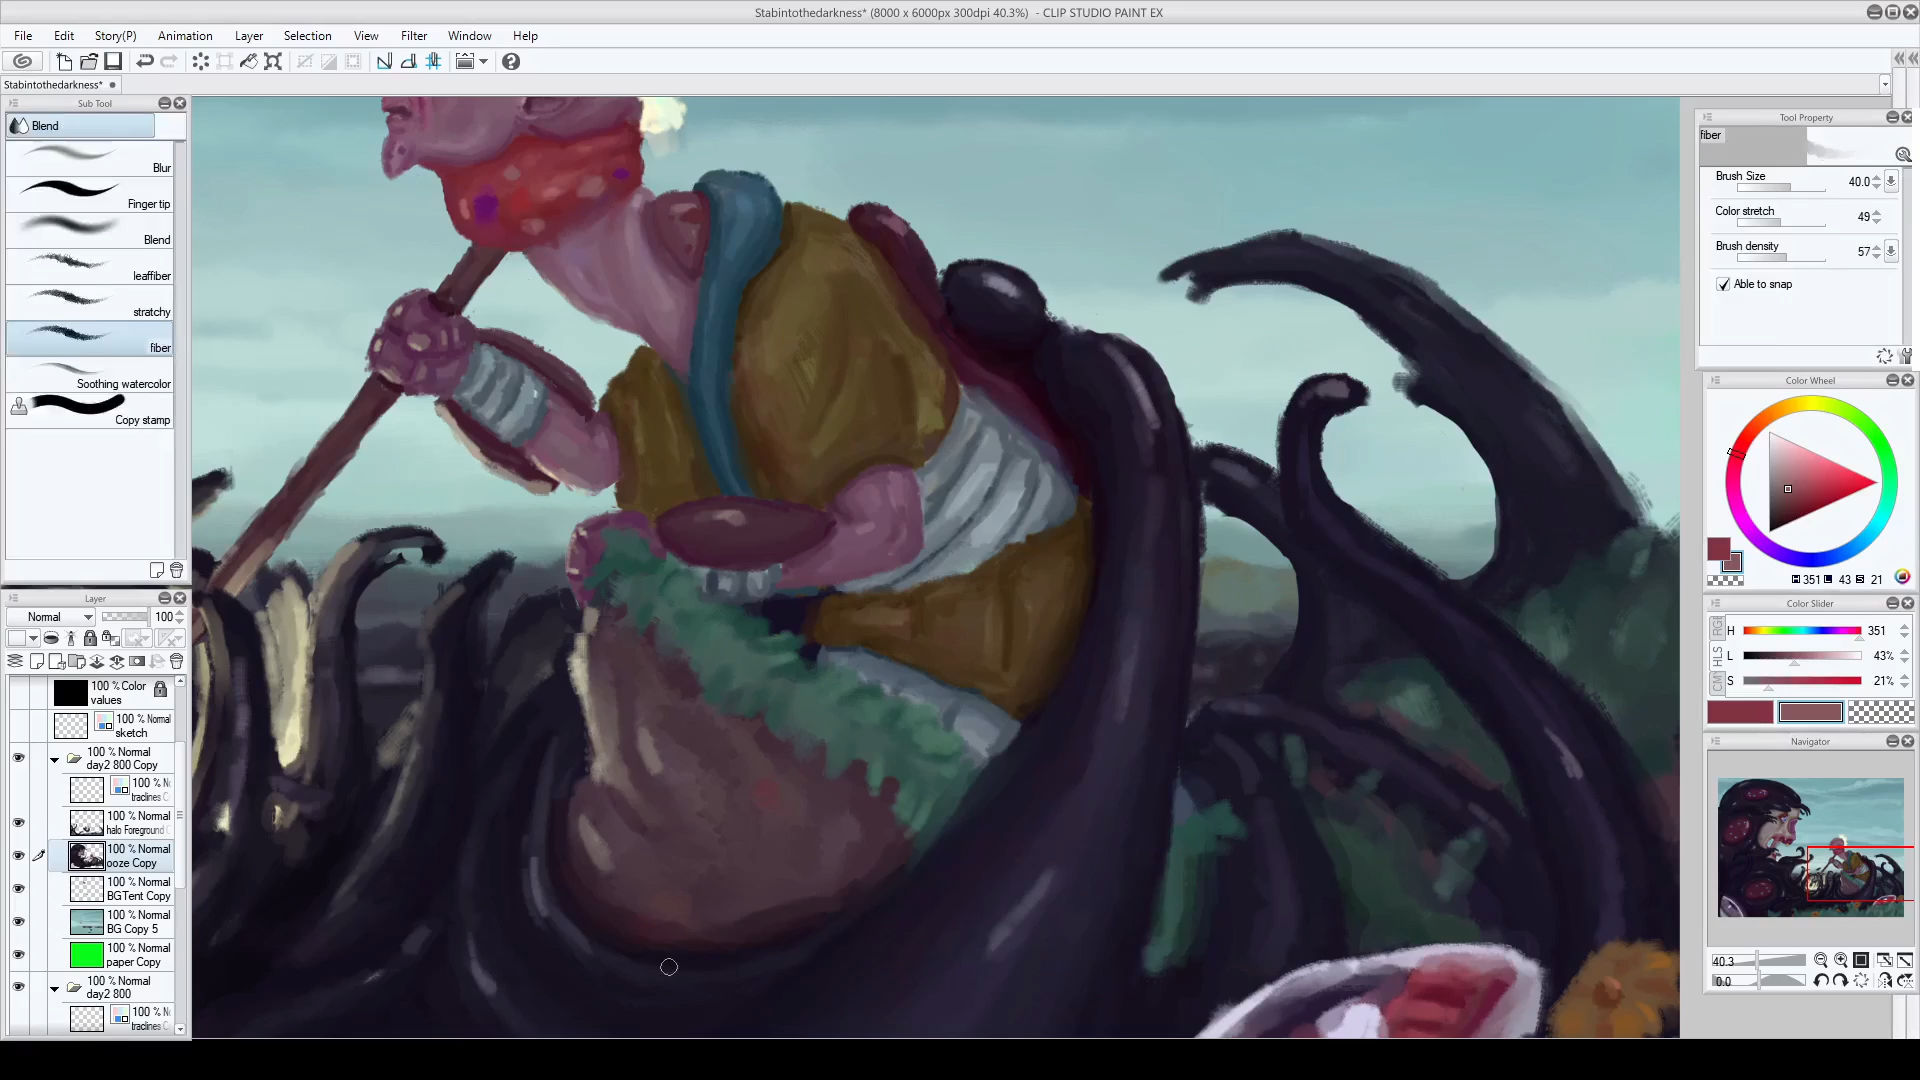 Stabintothedarkness* (8000 x 6000px 300dpi 40.3%) - CLIP STUDIO PAINT EX
File Edit Story(P) Animation Layer Selection View Filter Window Help
Stabintothedarkness*
Sub Tool
Blend
Blur
Finger tip
Blend
leaffiber
stratchy
fiber
Soothing watercolor
Copy stamp
Layer
Normal 100
100 % Color
values
100 % Normal
sketch
100 % Normal
day2 800 Copy
100 % N
traclines C
100 % Normal
halo Foreground C
100 % Normal
ooze Copy
100 % Normal
BGTent Copy
100 % Normal
BG Copy 5
100 % Normal
paper Copy
100 % Normal
day2 800
100 % N
traclines C
Tool Property
fiber
Brush Size 40.0
Color stretch 49
Brush density 57
Able to snap
Color Wheel
H 351 L 43 S 21
Color Slider
H 351
L 43%
S 21%
RG
HLS
CM
Navigator
40.3
0.0